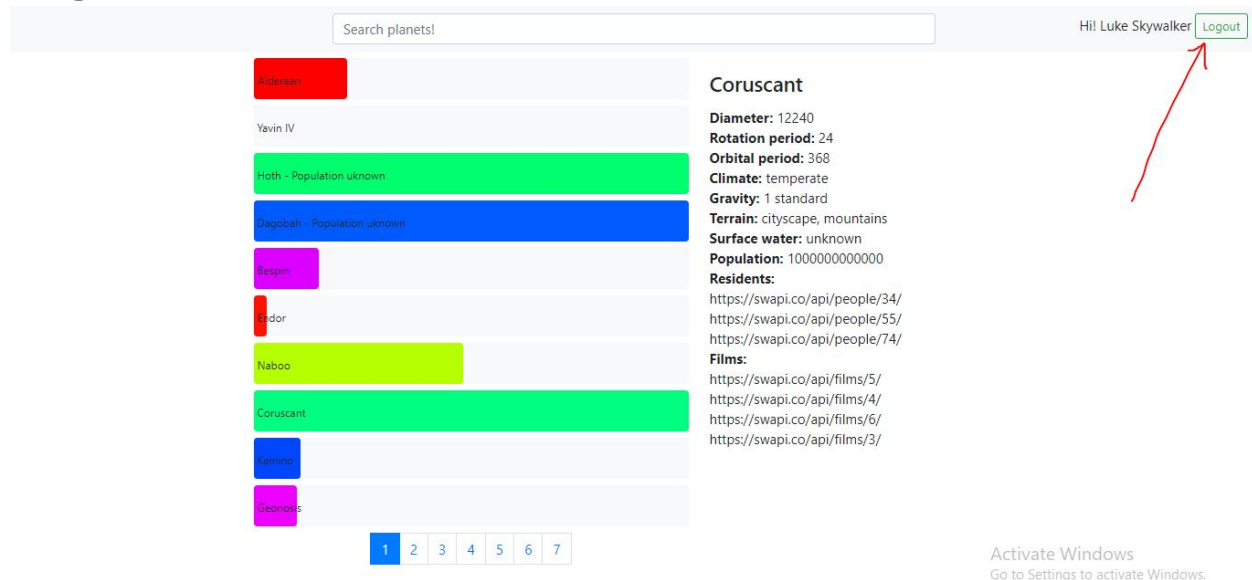 Search planets!
Hi! Luke Skywalker Logout
Alderaan
Yavin IV
Hoth - Population uknown
Dagobah - Population uknown
Bespin
Endor
Naboo
Coruscant
Kamino
Geonosis
1 2 3 4 5 6 7
Coruscant
Diameter: 12240
Rotation period: 24
Orbital period: 368
Climate: temperate
Gravity: 1 standard
Terrain: cityscape, mountains
Surface water: unknown
Population: 1000000000000
Residents:
https://swapi.co/api/people/34/
https://swapi.co/api/people/55/
https://swapi.co/api/people/74/
Films:
https://swapi.co/api/films/5/
https://swapi.co/api/films/4/
https://swapi.co/api/films/6/
https://swapi.co/api/films/3/
Activate Windows
Go to Settings to activate Windows.